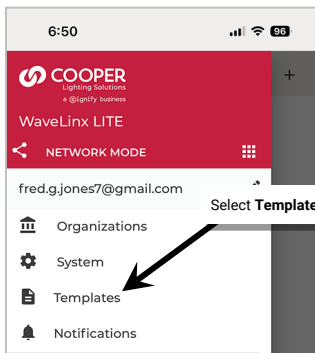 6:50
96
COOPER
Lighting Solutions
a Signify business
WaveLinx LITE
NETWORK MODE
+
fred.g.jones7@gmail.com
Select Template
Organizations
System
Templates
Notifications